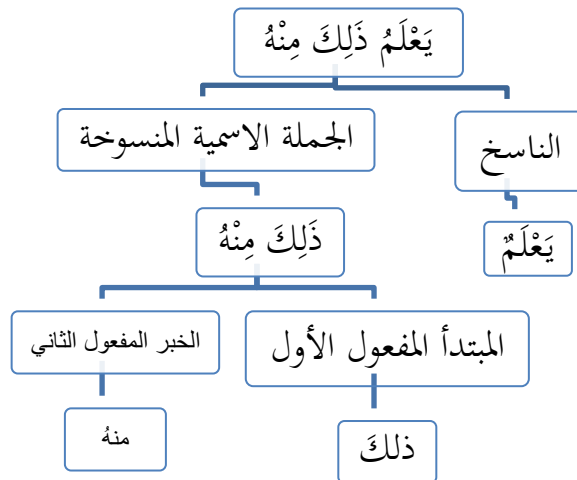 يَعْلَمُ ذَلِكَ مِنْهُ
الناسخ
الجملة الاسمية المنسوخة
يَعْلَمٌ
ذَلِكَ مِنْهُ
المبتدأ المفعول الأول
الخبر المفعول الثاني
ذلكَ
منهُ